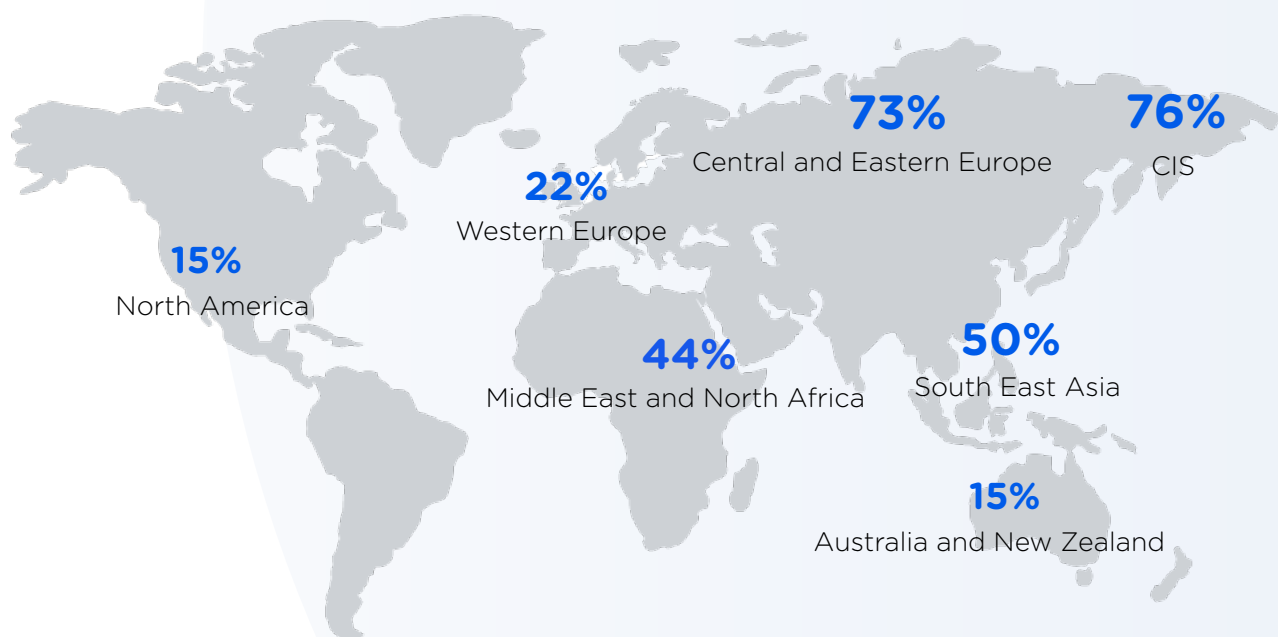 73%
Central and Eastern Europe
76%
CIS
22%
Western Europe
15%
North America
44%
Middle East and North Africa
50%
South East Asia
15%
Australia and New Zealand